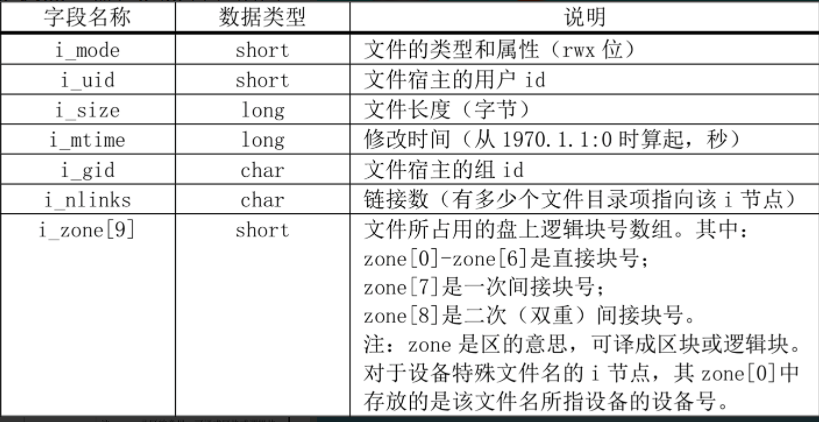 字段名称 数据类型 说明
i_mode short 文件的类型和属性（rwx 位）
i_uid short 文件宿主的用户 id
i_size long 文件长度（字节）
i_mtime long 修改时间（从 1970.1.1:0 时算起，秒）
i_gid char 文件宿主的组 id
i_nlinks char 链接数（有多少个文件目录项指向该 i 节点）
i_zone[9] short 文件所占用的盘上逻辑块号数组。其中：
zone[0]-zone[6]是直接块号；
zone[7]是一次间接块号；
zone[8]是二次（双重）间接块号。
注：zone 是区的意思，可译成区块或逻辑块。
对于设备特殊文件名的 i 节点，其 zone[0]中
存放的是该文件名所指设备的设备号。